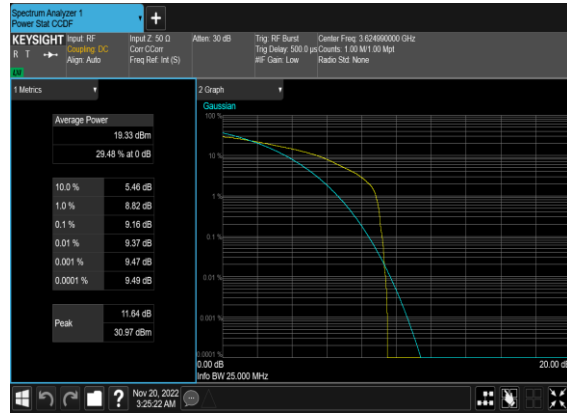 Spectrum Analyzer 1
Power Stat CCDF
+
KEYSIGHT
R T
LW
Input: RF
Coupling: DC
Align: Auto
Input Z: 50 Ω
Corr CCorr
Freq Ref: Int (S)
Atten: 30 dB
Trig: RF Burst
Trig Delay: 500.0 µs
#IF Gain: Low
Center Freq: 3.624990000 GHz
Counts: 1.00 M/1.00 Mpt
Radio Std: None
1 Metrics
Average Power
19.33 dBm
29.48 % at 0 dB
10.0 % 5.46 dB
1.0 % 8.82 dB
0.1 % 9.16 dB
0.01 % 9.37 dB
0.001 % 9.47 dB
0.0001 % 9.49 dB
Peak
11.64 dB
30.97 dBm
2 Graph
Gaussian
100 %
10 %
1 %
0.1 %
0.01 %
0.001 %
0.0001 %
0.00 dB
20.00 dB
Info BW 25.000 MHz
?
Nov 20, 2022
3:25:22 AM